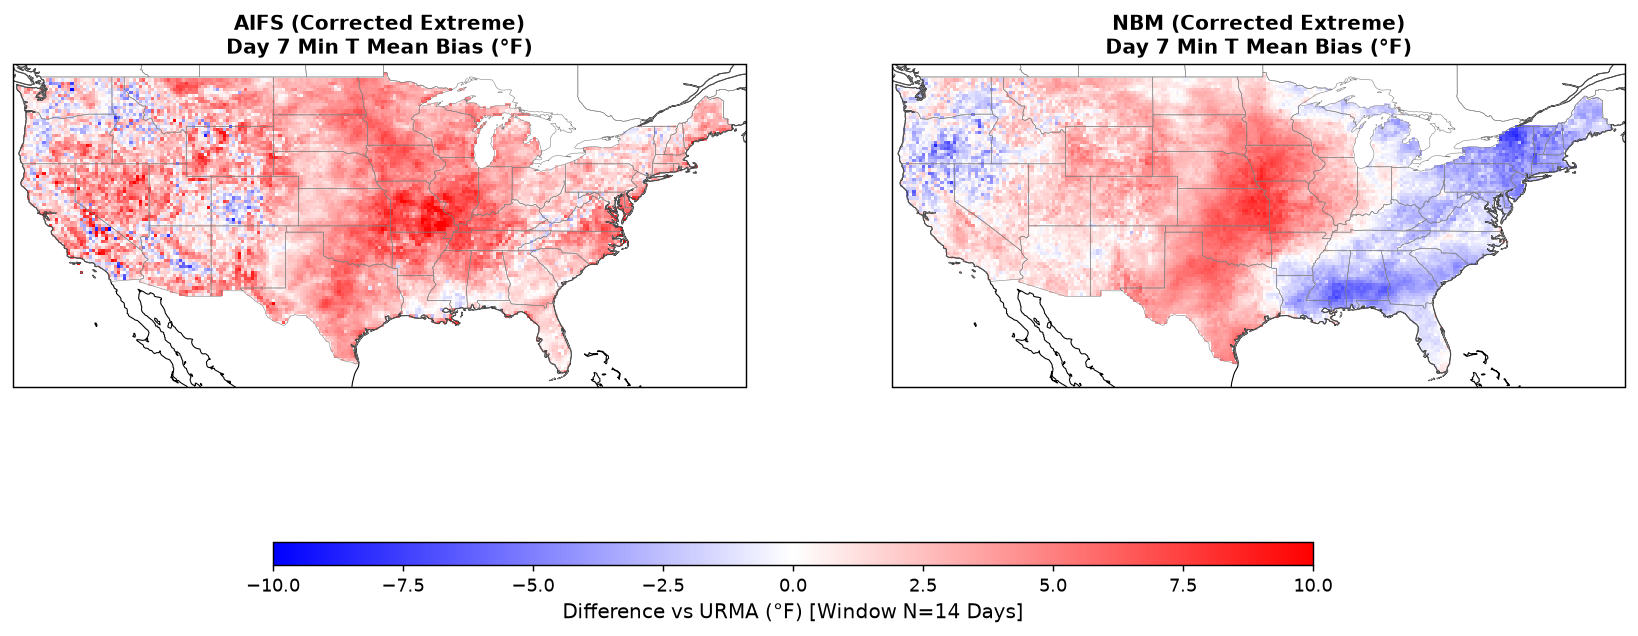 AIFS (Corrected Extreme)
Day 7 Min T Mean Bias (°F)
NBM (Corrected Extreme)
Day 7 Min T Mean Bias (°F)
−10.0 −7.5 −5.0 −2.5 0.0 2.5 5.0 7.5 10.0
Difference vs URMA (°F) [Window N=14 Days]